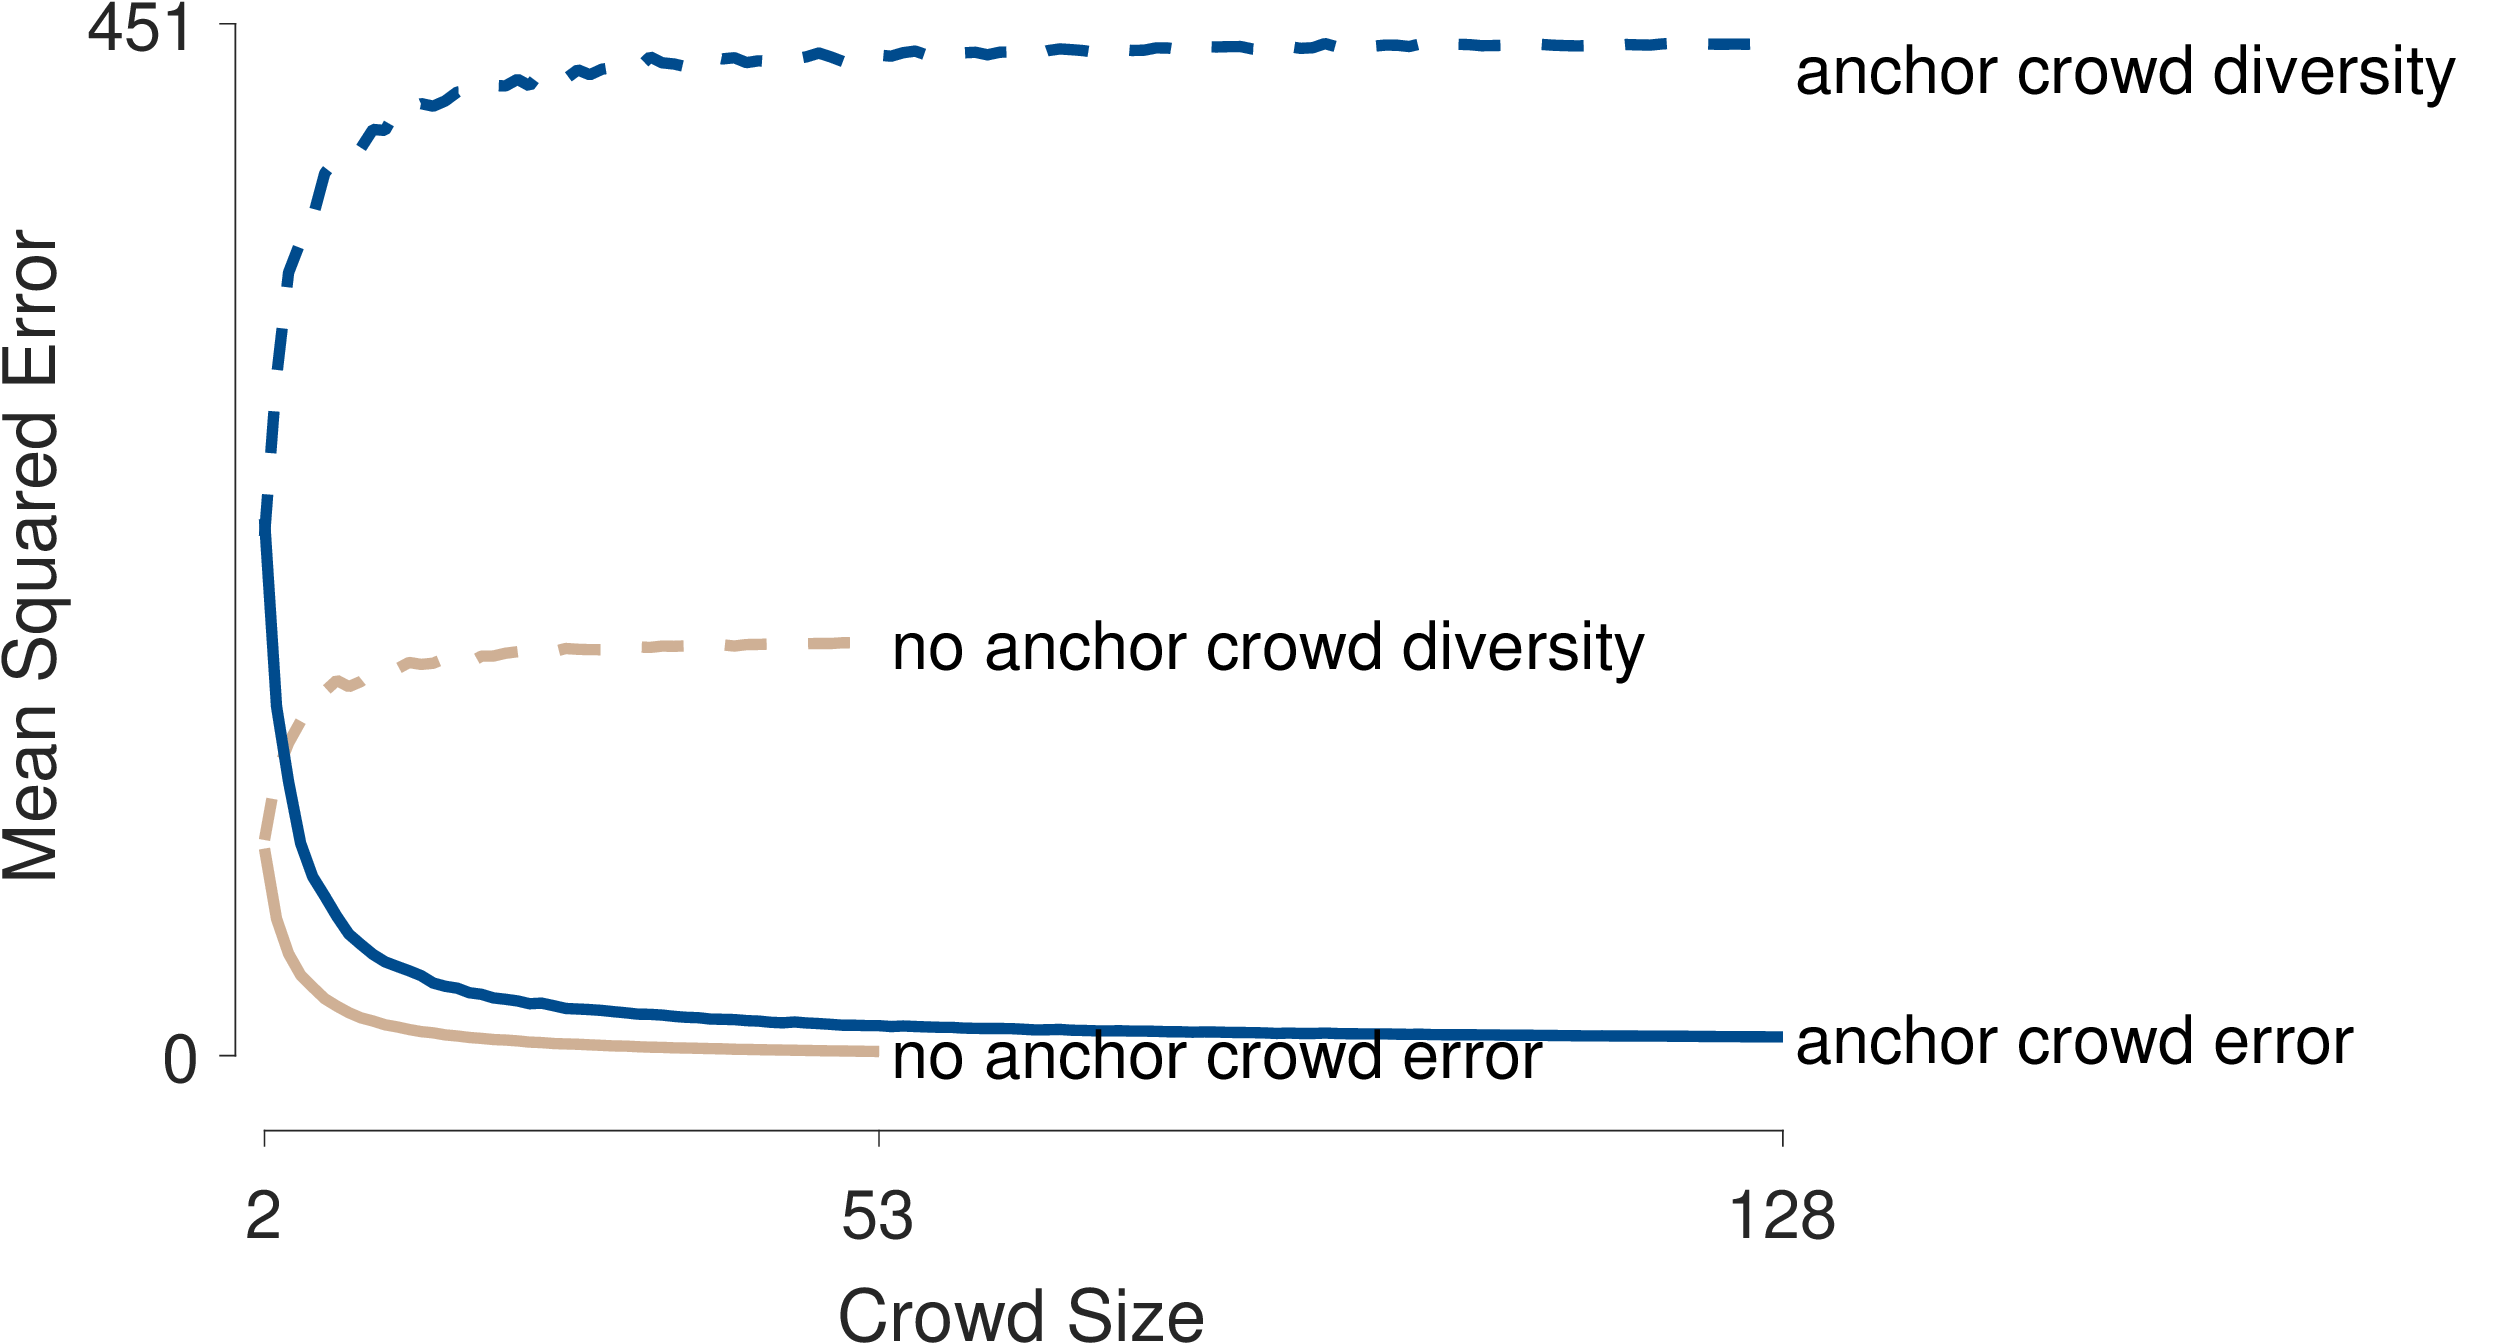 451
anchor crowd diversity
Mean Squared Error
no anchor crowd diversity
anchor crowd error
no anchor crowd error
0
2
53
128
Crowd Size